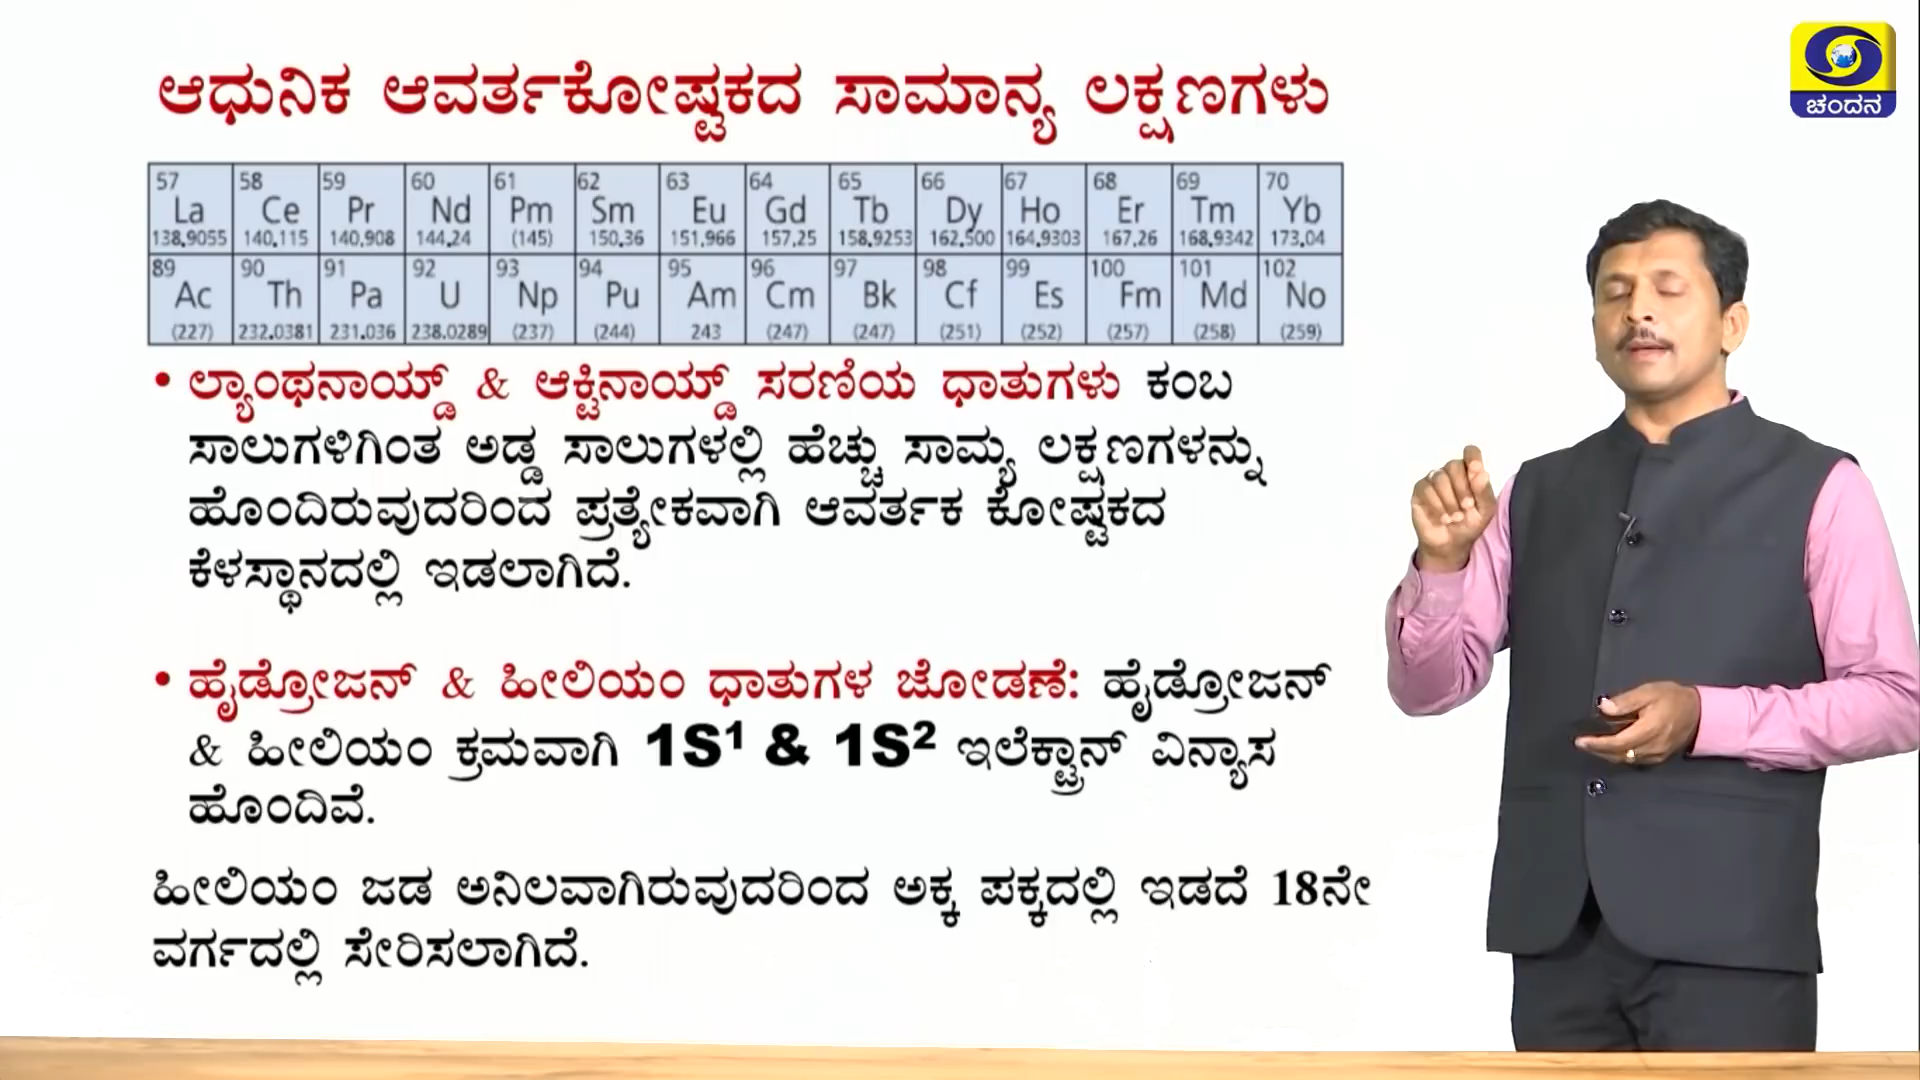 ಆಧುನಿಕ ಆವರ್ತಕೋಷ್ಟಕದ ಸಾಮಾನ್ಯ ಲಕ್ಷಣಗಳು
ಚಂದನ
57 58 59 60 61 62 63 64 65 66 67 68 69 70
La Ce Pr Nd Pm Sm Eu Gd Tb Dy Ho Er Tm Yb
138.9055 140.115 140.908 144.24 (145) 150.36 151.966 157.25 158.9253 162.500 164.9303 167.26 168.9342 173.04
89 90 91 92 93 94 95 96 97 98 99 100 101 102
Ac Th Pa U Np Pu Am Cm Bk Cf Es Fm Md No
(227) 232.0381 231.036 238.0289 (237) (244) 243 (247) (247) (251) (252) (257) (258) (259)
• ಲ್ಯಾಂಥನಾಯ್ಡ್ & ಆಕ್ಟಿನಾಯ್ಡ್ ಸರಣಿಯ ಧಾತುಗಳು ಕಂಬ
ಸಾಲುಗಳಿಗಿಂತ ಅಡ್ಡ ಸಾಲುಗಳಲ್ಲಿ ಹೆಚ್ಚು ಸಾಮ್ಯ ಲಕ್ಷಣಗಳನ್ನು
ಹೊಂದಿರುವುದರಿಂದ ಪ್ರತ್ಯೇಕವಾಗಿ ಆವರ್ತಕ ಕೋಷ್ಟಕದ
ಕೆಳಸ್ಥಾನದಲ್ಲಿ ಇಡಲಾಗಿದೆ.
• ಹೈಡ್ರೋಜನ್ & ಹೀಲಿಯಂ ಧಾತುಗಳ ಜೋಡಣೆ: ಹೈಡ್ರೋಜನ್
& ಹೀಲಿಯಂ ಕ್ರಮವಾಗಿ 1S¹ & 1S² ಇಲೆಕ್ಟ್ರಾನ್ ವಿನ್ಯಾಸ
ಹೊಂದಿವೆ.
ಹೀಲಿಯಂ ಜಡ ಅನಿಲವಾಗಿರುವುದರಿಂದ ಅಕ್ಕ ಪಕ್ಕದಲ್ಲಿ ಇಡದೆ 18ನೇ
ವರ್ಗದಲ್ಲಿ ಸೇರಿಸಲಾಗಿದೆ.